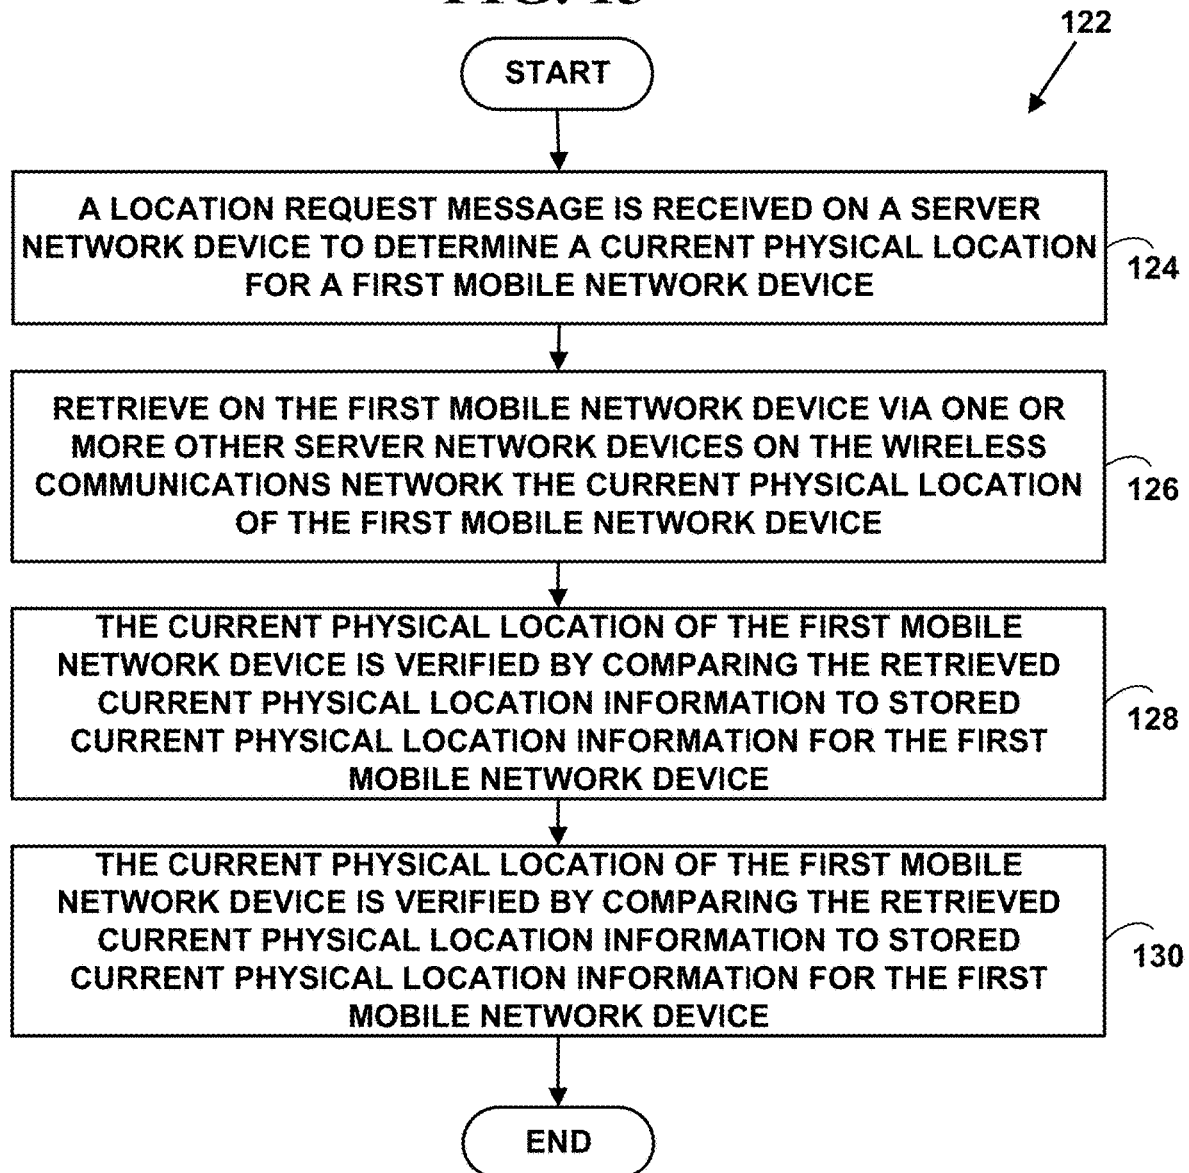 122
START
A LOCATION REQUEST MESSAGE IS RECEIVED ON A SERVER
NETWORK DEVICE TO DETERMINE A CURRENT PHYSICAL LOCATION
FOR A FIRST MOBILE NETWORK DEVICE
124
RETRIEVE ON THE FIRST MOBILE NETWORK DEVICE VIA ONE OR
MORE OTHER SERVER NETWORK DEVICES ON THE WIRELESS
COMMUNICATIONS NETWORK THE CURRENT PHYSICAL LOCATION
OF THE FIRST MOBILE NETWORK DEVICE
126
THE CURRENT PHYSICAL LOCATION OF THE FIRST MOBILE
NETWORK DEVICE IS VERIFIED BY COMPARING THE RETRIEVED
CURRENT PHYSICAL LOCATION INFORMATION TO STORED
CURRENT PHYSICAL LOCATION INFORMATION FOR THE FIRST
MOBILE NETWORK DEVICE
128
THE CURRENT PHYSICAL LOCATION OF THE FIRST MOBILE
NETWORK DEVICE IS VERIFIED BY COMPARING THE RETRIEVED
CURRENT PHYSICAL LOCATION INFORMATION TO STORED
CURRENT PHYSICAL LOCATION INFORMATION FOR THE FIRST
MOBILE NETWORK DEVICE
130
END